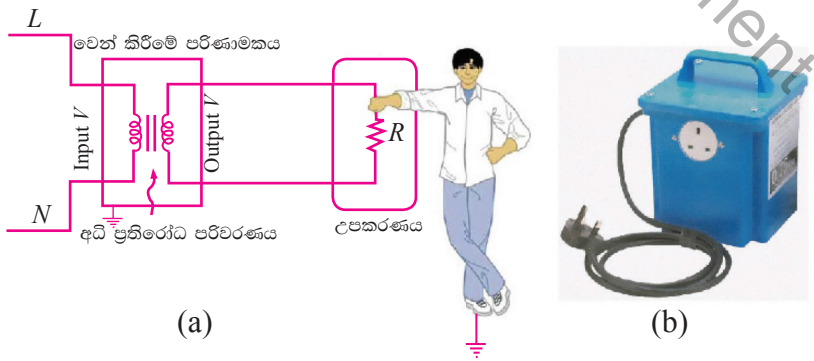 L
වෙන් කිරීමේ පරිණාමකය
Input V
Output V
R
N
අධි ප්‍රතිරෝධ පරිවරණය
උපකරණය
(a)
(b)